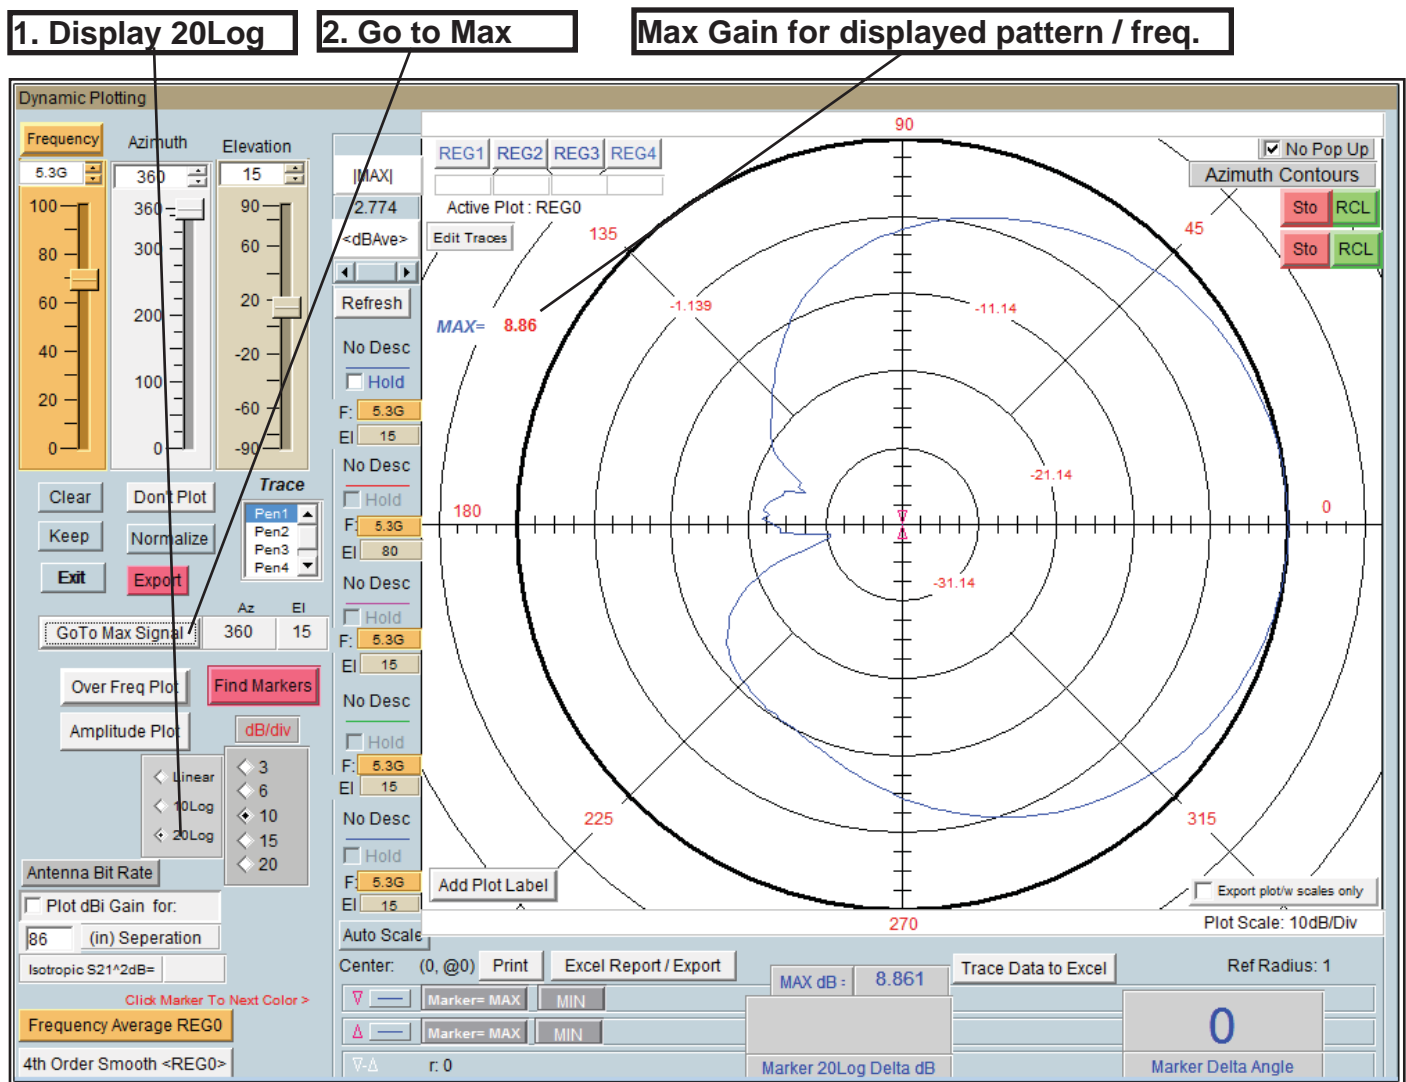 1. Display 20Log
2. Go to Max
Max Gain for displayed pattern / freq.
Dynamic Plotting
Frequency
Azimuth
Elevation
5.3G
360
15
100
80
60
40
20
0
360
300
200
100
0
90
60
20
-20
-60
-90
Clear
Don't Plot
Keep
Normalize
Exit
Export
Trace
Pen1
Pen2
Pen3
Pen4
Az
El
GoTo Max Signal
360
15
Over Freq Plot
Find Markers
Amplitude Plot
dB/div
Linear
10Log
20Log
3
6
10
15
20
Antenna Bit Rate
Plot dBi Gain for:
86
(in) Seperation
Isotropic S21^2dB=
Click Marker To Next Color >
Frequency Average REG0
4th Order Smooth <REG0>
|MAX|
2.774
<dBAve>
Refresh
No Desc
Hold
F:
5.3G
El
15
No Desc
Hold
F:
5.3G
El
80
No Desc
Hold
F:
5.3G
El
15
No Desc
Hold
F:
5.3G
El
15
No Desc
Hold
F:
5.3G
El
15
Auto Scale
REG1
REG2
REG3
REG4
Active Plot : REG0
Edit Traces
MAX=
8.86
90
No Pop Up
Azimuth Contours
Sto
RCL
Sto
RCL
135
45
-1.139
-11.14
-21.14
-31.14
180
0
225
315
270
Add Plot Label
Export plot/w scales only
Plot Scale: 10dB/Div
Center:
(0, @0)
Print
Excel Report / Export
MAX dB :
8.861
Trace Data to Excel
Ref Radius: 1
Marker= MAX
MIN
Marker= MAX
MIN
∇-Δ
r: 0
Marker 20Log Delta dB
0
Marker Delta Angle